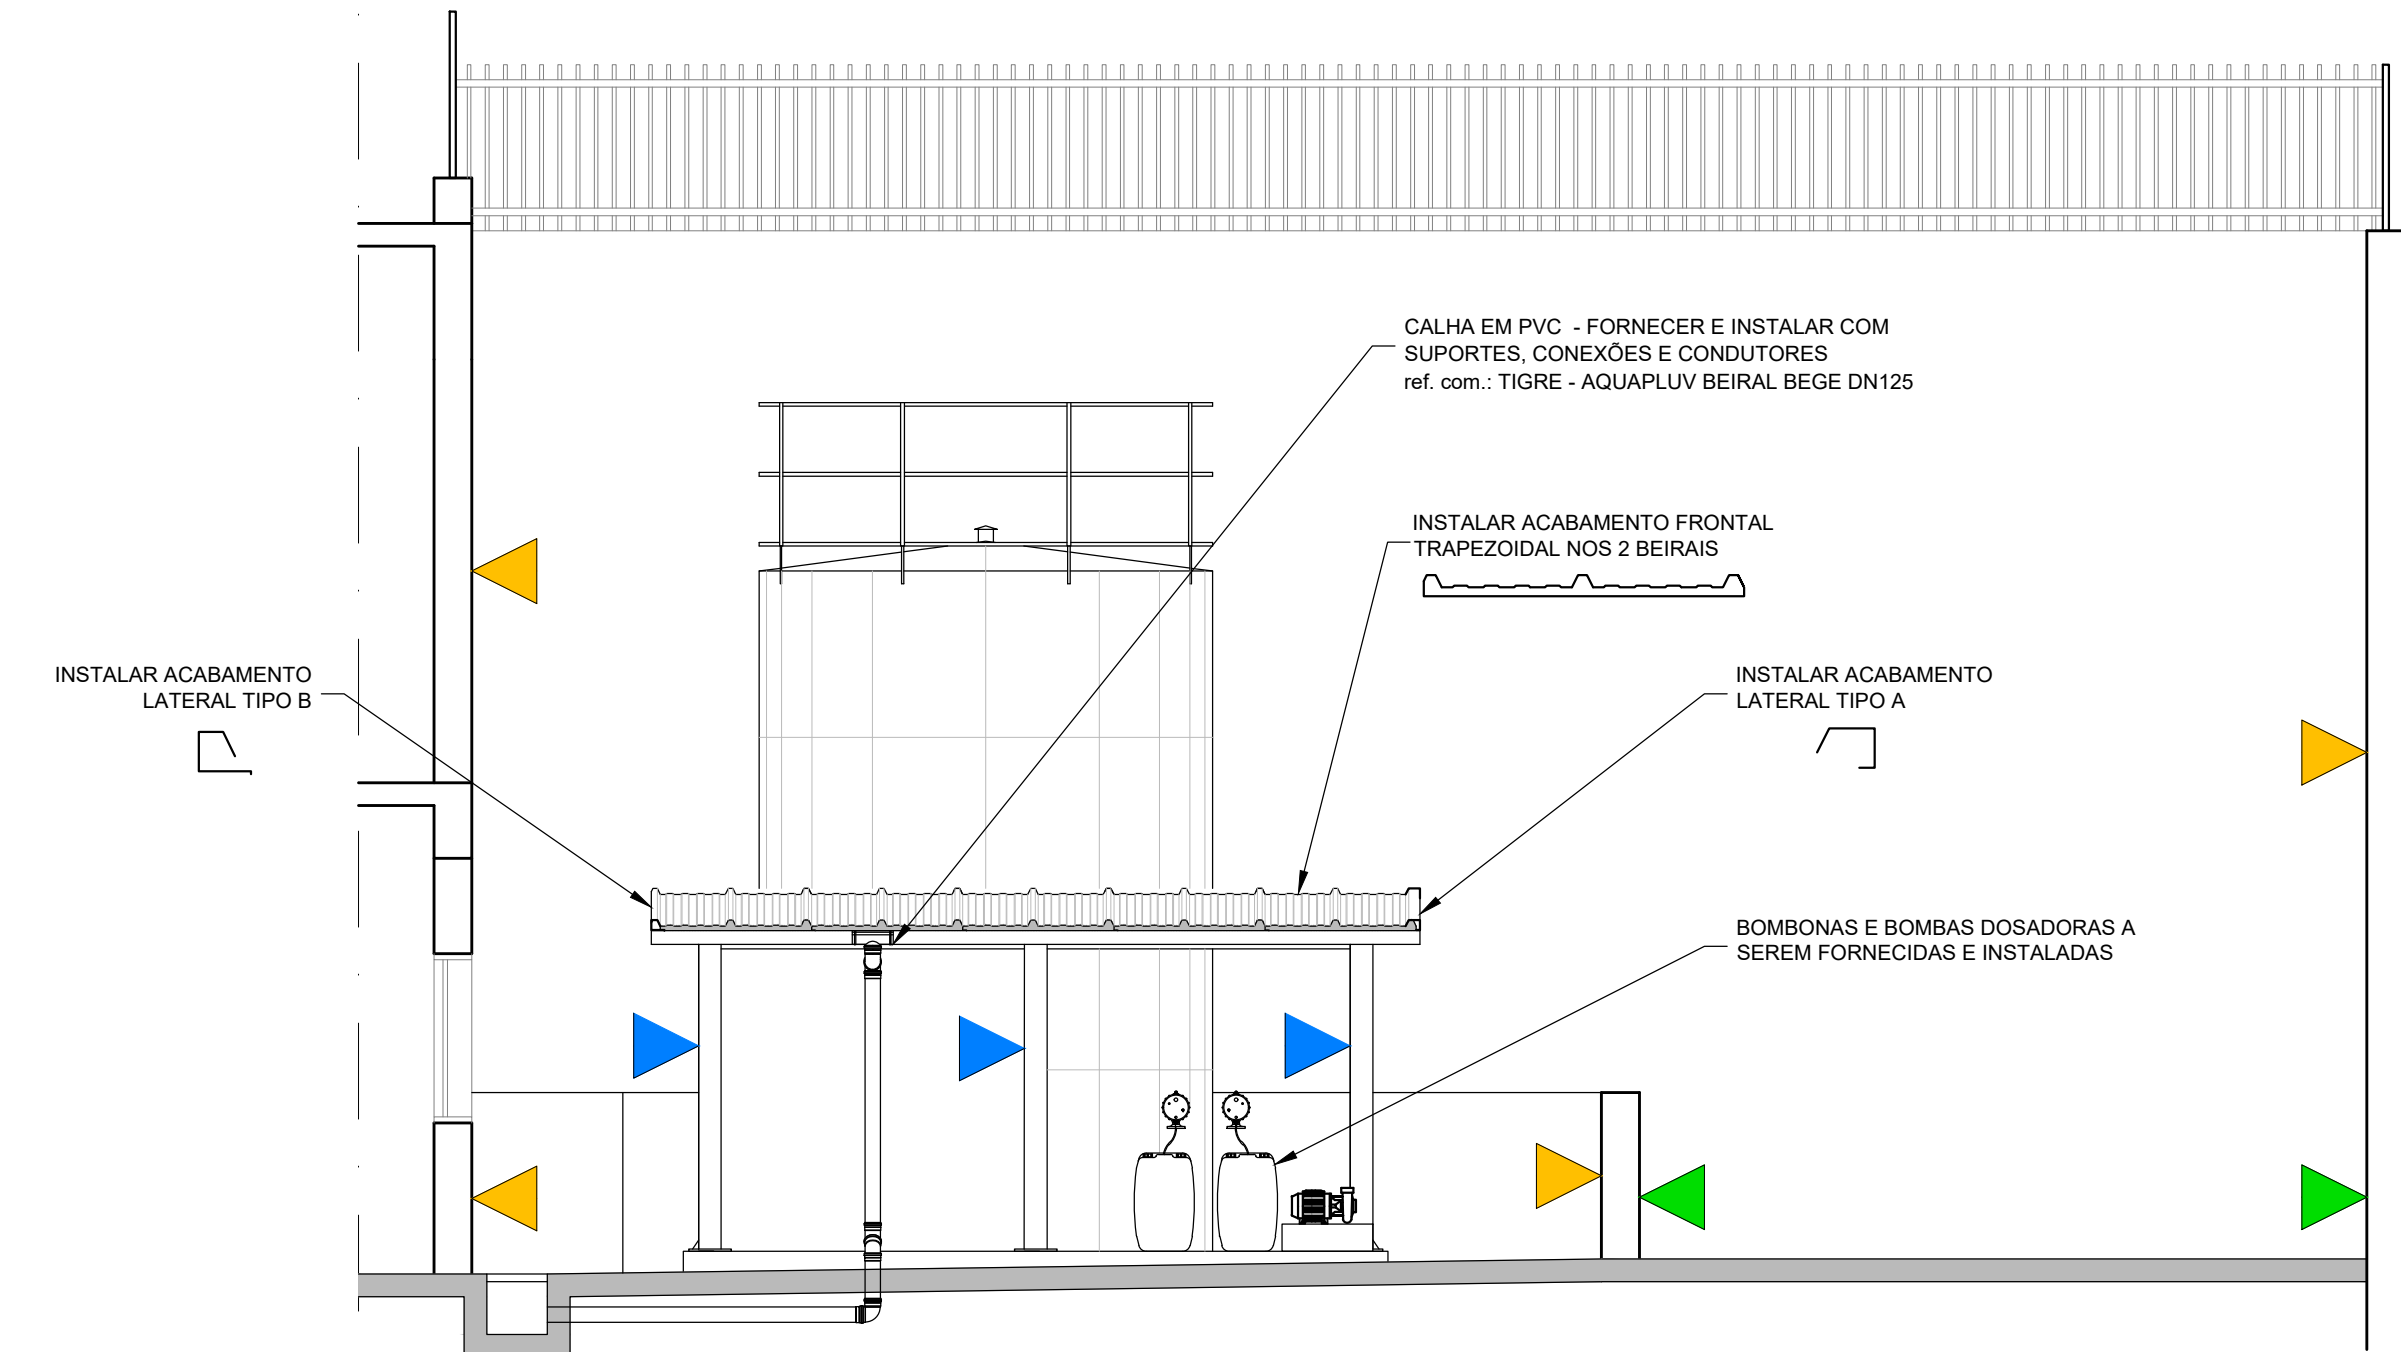 CALHA EM PVC - FORNECER E INSTALAR COM
SUPORTES, CONEXÕES E CONDUTORES
ref. com.: TIGRE - AQUAPLUV BEIRAL BEGE DN125
INSTALAR ACABAMENTO FRONTAL
TRAPEZOIDAL NOS 2 BEIRAIS
INSTALAR ACABAMENTO
LATERAL TIPO B
INSTALAR ACABAMENTO
LATERAL TIPO A
BOMBONAS E BOMBAS DOSADORAS A
SEREM FORNECIDAS E INSTALADAS